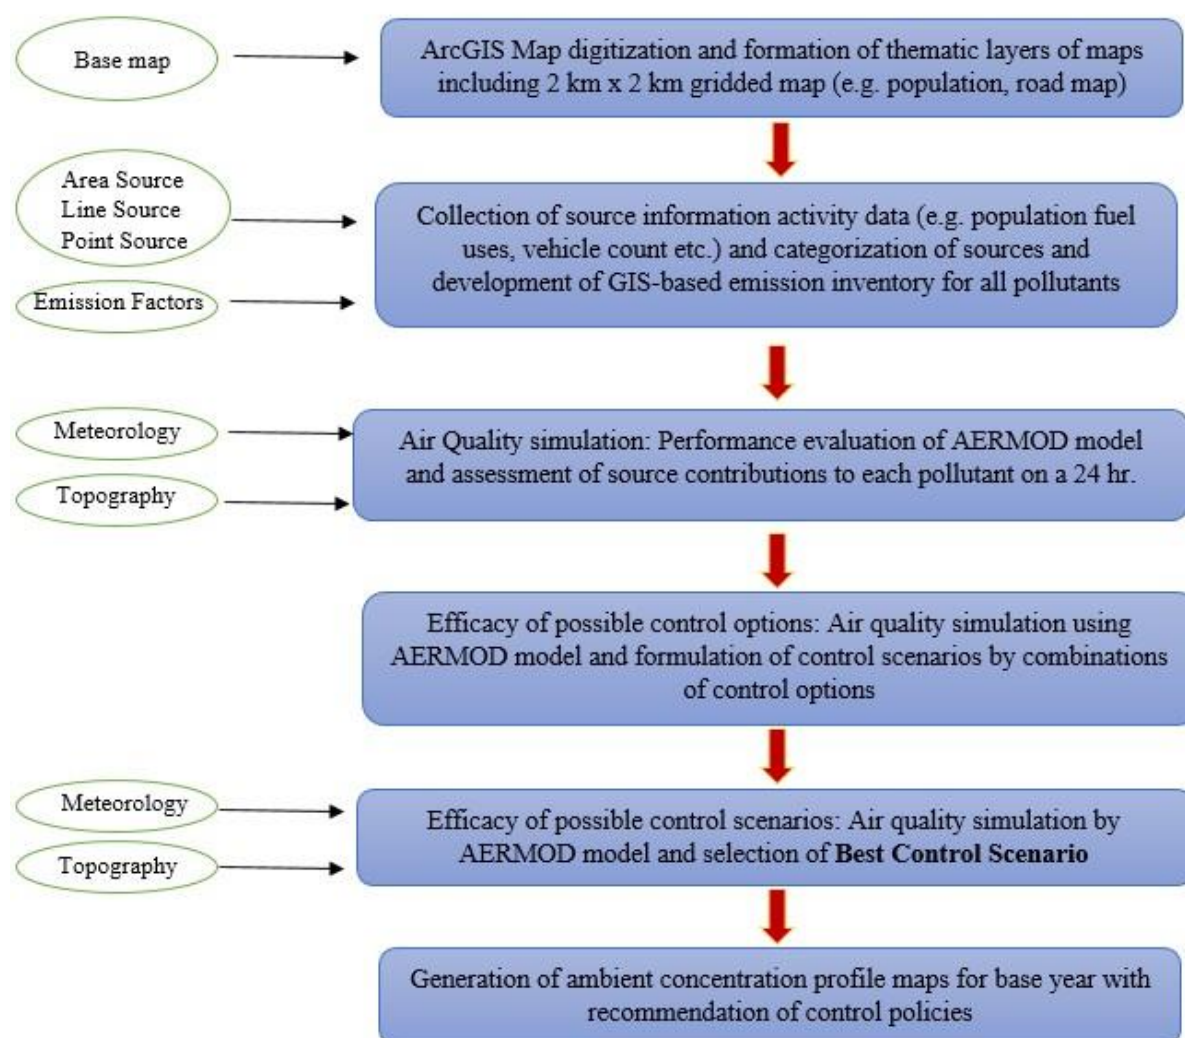 Base map
ArcGIS Map digitization and formation of thematic layers of maps
including 2 km x 2 km gridded map (e.g. population, road map)
Area Source
Line Source
Point Source
Emission Factors
Collection of source information activity data (e.g. population fuel
uses, vehicle count etc.) and categorization of sources and
development of GIS-based emission inventory for all pollutants
Meteorology
Topography
Air Quality simulation: Performance evaluation of AERMOD model
and assessment of source contributions to each pollutant on a 24 hr.
Efficacy of possible control options: Air quality simulation using
AERMOD model and formulation of control scenarios by combinations
of control options
Meteorology
Topography
Efficacy of possible control scenarios: Air quality simulation by
AERMOD model and selection of Best Control Scenario
Generation of ambient concentration profile maps for base year with
recommendation of control policies